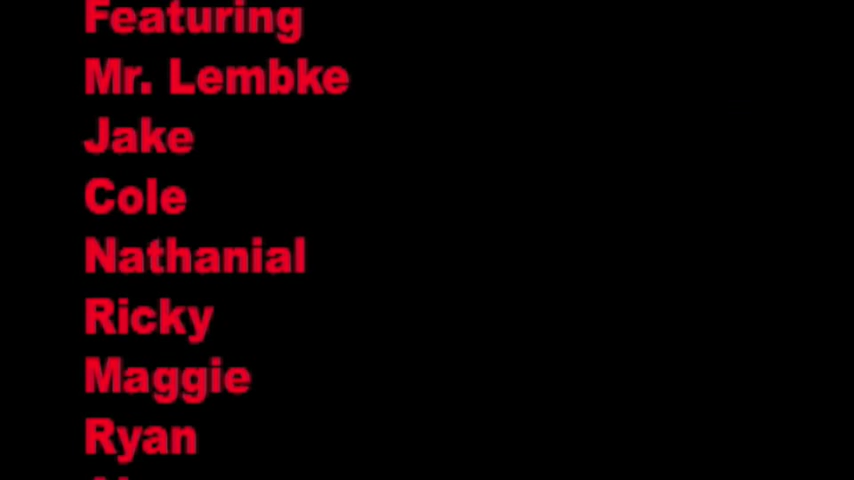 Featuring
Mr. Lembke
Jake
Cole
Nathanial
Ricky
Maggie
Ryan